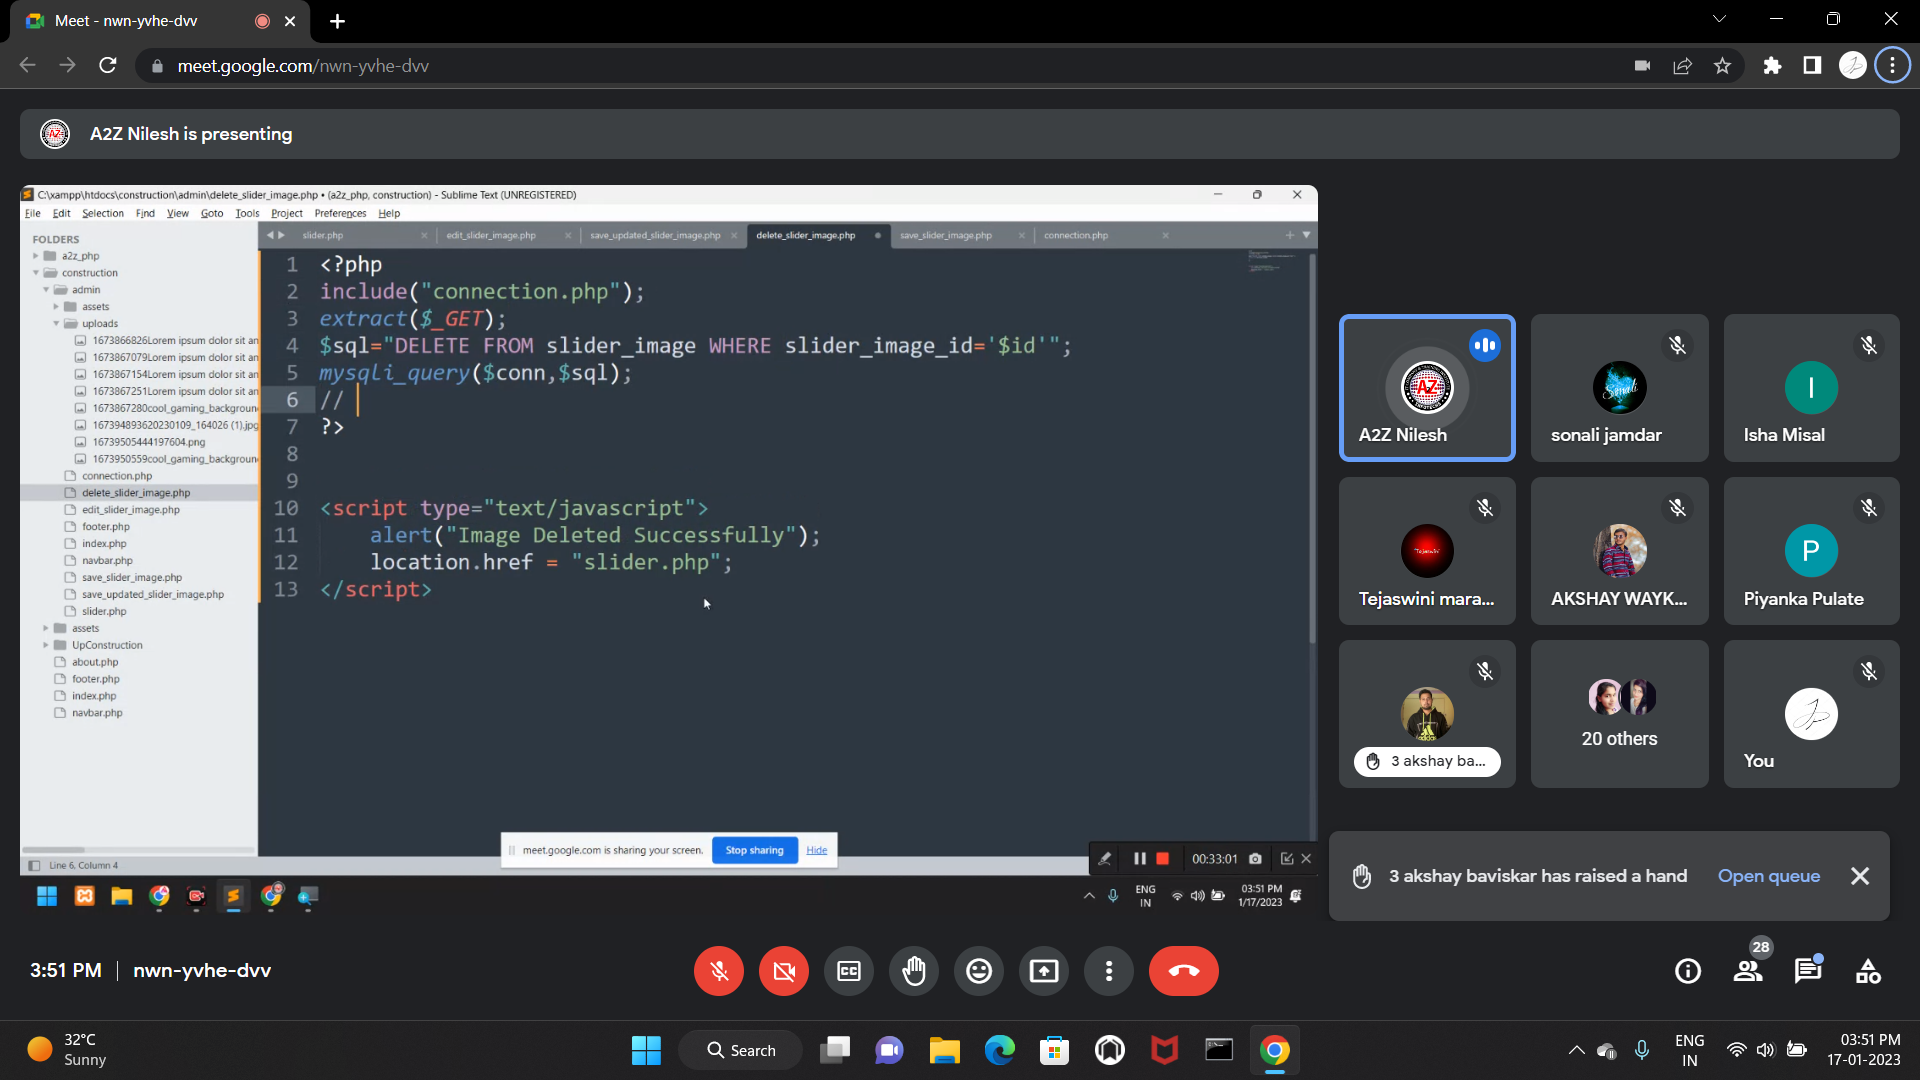 Meet - nwn-yvhe-dvv
meet.google.com/nwn-yvhe-dvv
A2Z Nilesh is presenting
C:\xampp\htdocs\construction\admin\delete_slider_image.php • (a2z_php, construction) - Sublime Text (UNREGISTERED)
File Edit Selection Find View Goto Tools Project Preferences Help
FOLDERS
a2z_php
construction
admin
assets
uploads
1673866826Lorem ipsum dolor sit an
1673867079Lorem ipsum dolor sit an
1673867154Lorem ipsum dolor sit an
1673867251Lorem ipsum dolor sit an
1673867280cool_gaming_backgroun
167394893620230109_164026 (1).jpg
16739505444197604.png
1673950559cool_gaming_backgroun
connection.php
delete_slider_image.php
edit_slider_image.php
footer.php
index.php
navbar.php
save_slider_image.php
save_updated_slider_image.php
slider.php
assets
UpConstruction
about.php
footer.php
index.php
navbar.php
slider.php edit_slider_image.php save_updated_slider_image.php delete_slider_image.php save_slider_image.php connection.php
1 <?php
2 include("connection.php");
3 extract($_GET);
4 $sql="DELETE FROM slider_image WHERE slider_image_id='$id'";
5 mysqli_query($conn,$sql);
6 //
7 ?>
8
9
10 <script type="text/javascript">
11 alert("Image Deleted Successfully");
12 location.href = "slider.php";
13 </script>
meet.google.com is sharing your screen. Stop sharing Hide
Line 6, Column 4
00:33:01
ENG
IN
03:51 PM
1/17/2023
AZ
A2Z Nilesh
Sonali
sonali jamdar
I
Isha Misal
"Tejaswini"
Tejaswini mara...
AKSHAY WAYK...
P
Piyanka Pulate
3 akshay ba...
20 others
You
3 akshay baviskar has raised a hand Open queue
3:51 PM | nwn-yvhe-dvv
28
32°C
Sunny
Search
ENG
IN
03:51 PM
17-01-2023